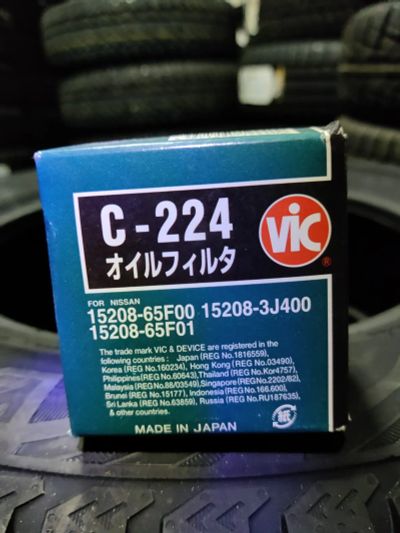 C-224
オイルフィルタ
ViC
®
FOR NISSAN
15208-65F00 15208-3J400
15208-65F01
The trade mark VIC & DEVICE are registered in the
following countries: Japan (REG No.1816559),
Korea (REG No.160234), Hong Kong (REG No.03490),
Philippines(REG No.60643),Thailand (REG No.Kor4757),
Malaysia(REG No.88/03549),Singapore(REG No.2202/82),
Brunei (REG No.15177), Indonesia(REG No.166.600),
Sri Lanka (REG No.63859), Russia (REG No.RU187635),
& other countries.
MADE IN JAPAN